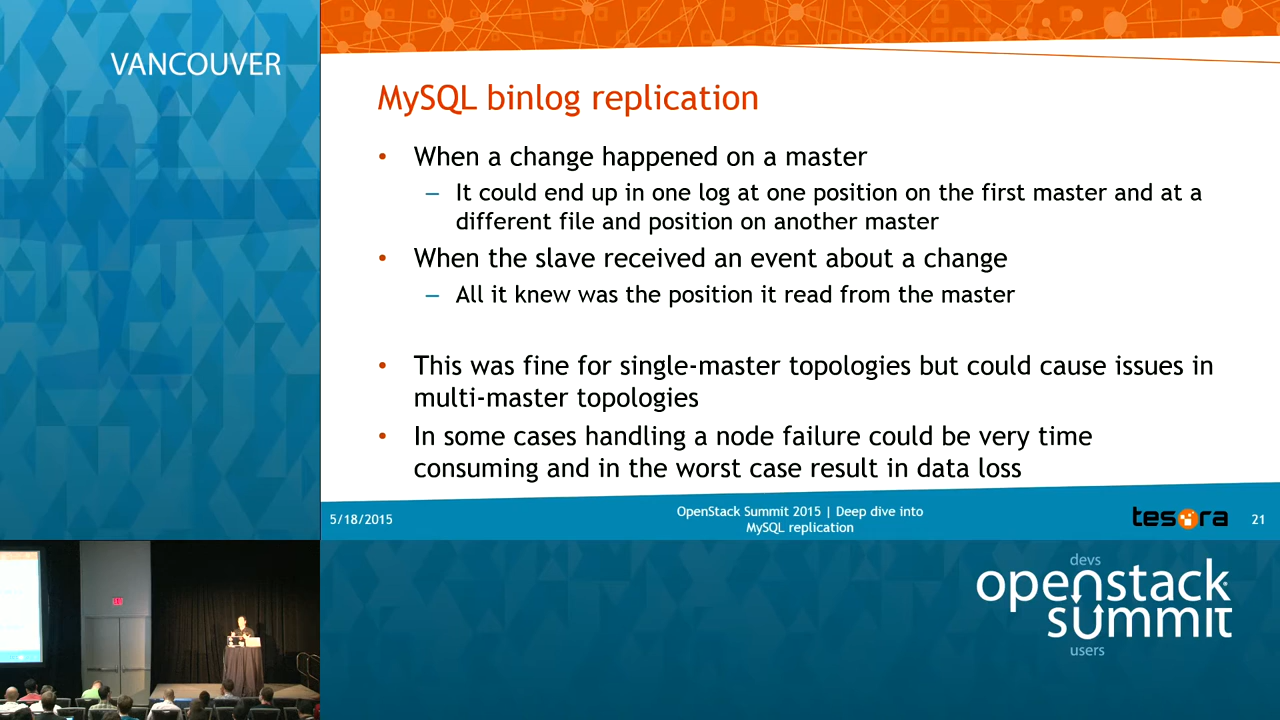 VANCOUVER
MySQL binlog replication
• When a change happened on a master
– It could end up in one log at one position on the first master and at a
different file and position on another master
• When the slave received an event about a change
– All it knew was the position it read from the master
• This was fine for single-master topologies but could cause issues in
multi-master topologies
• In some cases handling a node failure could be very time
consuming and in the worst case result in data loss
5/18/2015
OpenStack Summit 2015 | Deep dive into
MySQL replication
tesora
21
devs
openstack
summit
users